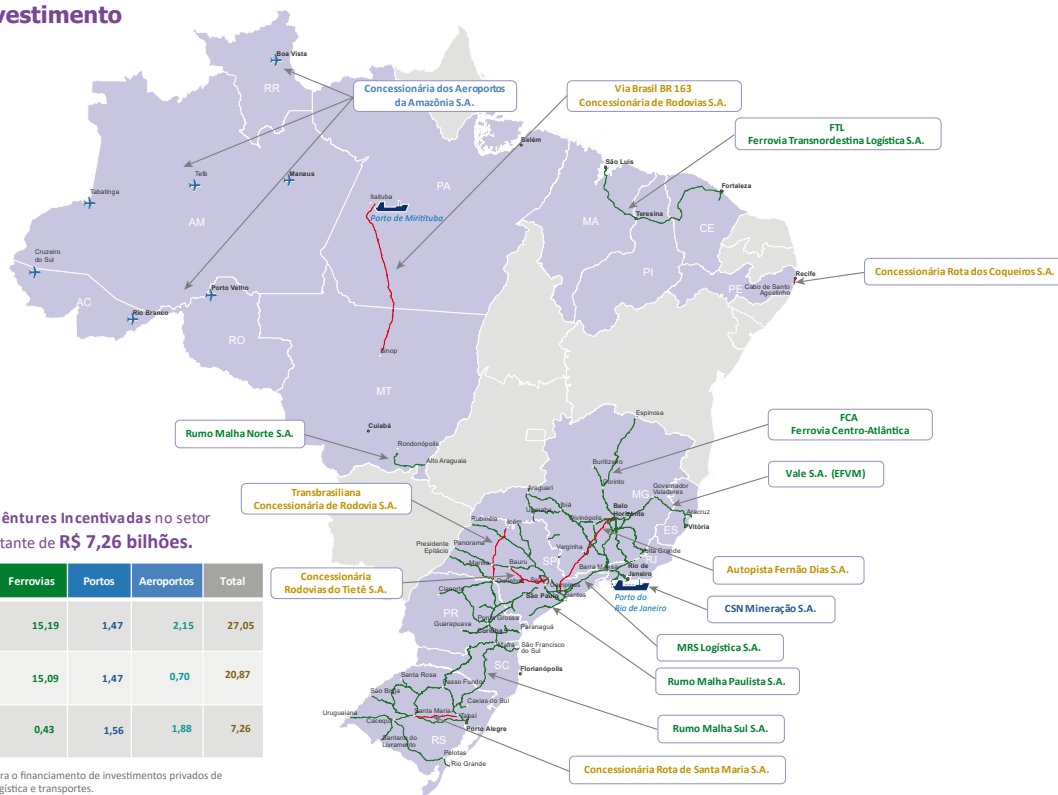 vestimento
Boa Vista
RR
Concessionária dos Aeroportos
da Amazônia S.A.
Via Brasil BR 163
Concessionária de Rodovias S.A.
FTL
Ferrovia Transnordestina Logística S.A.
Belém
São Luis
Tefé
Manaus
Tabatinga
PA
Itaituba
Porto de Miritituba
Fortaleza
Teresina
MA
CE
AM
Cruzeiro
do Sul
PI
Concessionária Rota dos Coqueiros S.A.
Recife
PE
Cabo de Santo
Agostinho
AC
Porto Velho
Rio Branco
RO
Sinop
MT
Cuiabá
Rumo Malha Norte S.A.
Rondonópolis
Alto Araguaia
Espinosa
FCA
Ferrovia Centro-Atlântica
Buritizeiro
Corinto
Vale S.A. (EFVM)
Transbrasiliana
Concessionária de Rodovia S.A.
Araguari
Uberaba
Ibiá
MG
Governador
Valadares
Belo
Horizonte
Divinópolis
Aracruz
Vitória
ES
Rubinéia
Icém
Panorama
Presidente
Epitácio
Varginha
SP
Bauru
Barra Mansa
RJ
Rio de
Janeiro
Autopista Fernão Dias S.A.
êntures Incentivadas no setor
tante de R$ 7,26 bilhões.
Concessionária
Rodovias do Tietê S.A.
Campinas
São Paulo
Santos
Porto do
Rio de Janeiro
CSN Mineração S.A.
Ferrovias
Portos
Aeroportos
Total
15,19
1,47
2,15
27,05
15,09
1,47
0,70
20,87
0,43
1,56
1,88
7,26
PR
Ponta Grossa
Guarapuava
Paranaguá
Curitiba
Mafra
São Francisco
do Sul
MRS Logística S.A.
SC
Florianópolis
Rumo Malha Paulista S.A.
Santa Rosa
Passo Fundo
São Borja
Caxias do Sul
Uruguaiana
Santa Maria
Tabaí
Cacequi
Porto Alegre
Rumo Malha Sul S.A.
Santana do
Livramento
RS
Pelotas
Rio Grande
Concessionária Rota de Santa Maria S.A.
ra o financiamento de investimentos privados de
gística e transportes.